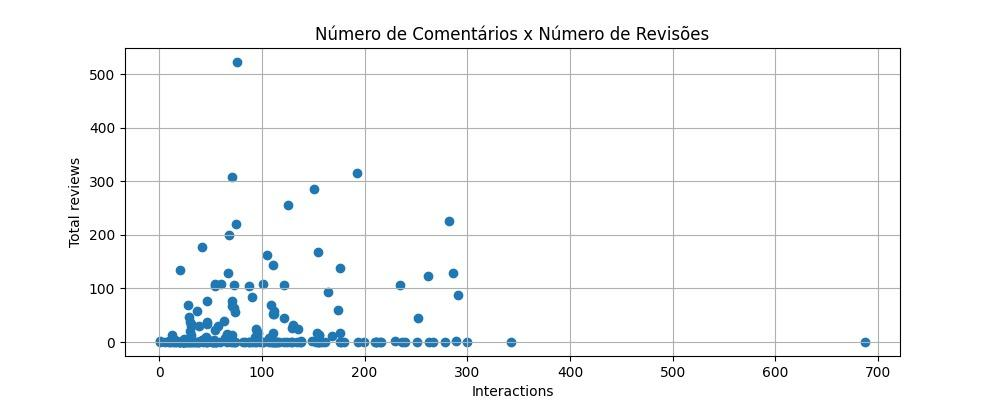 Número de Comentários x Número de Revisões
500
400
300
200
100
0
Total reviews
0 100 200 300 400 500 600 700
Interactions